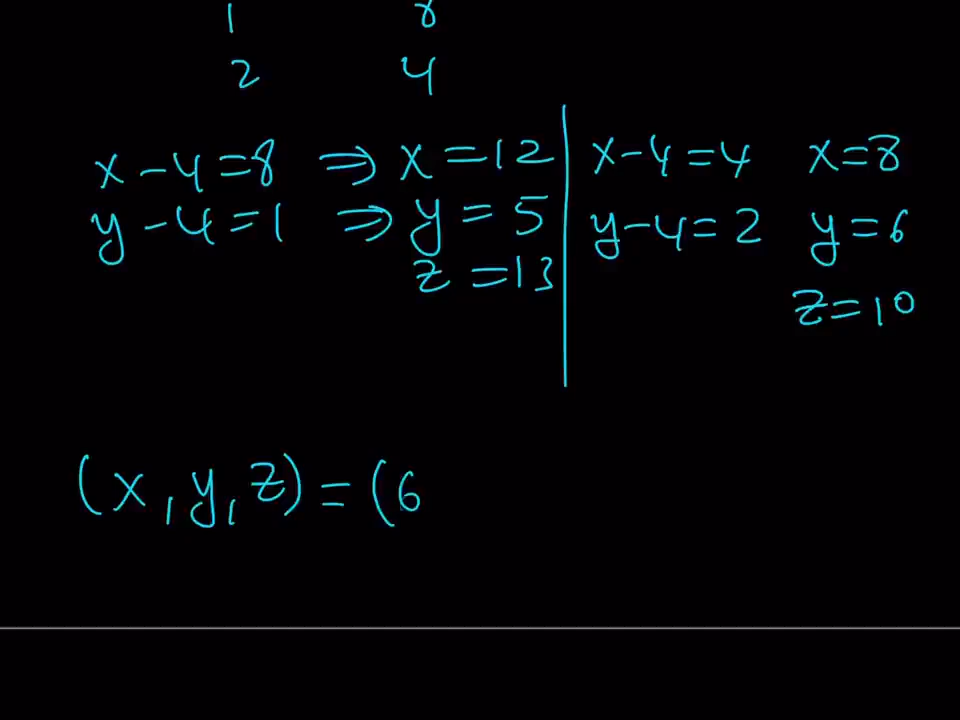 1 8
2 4
x - 4 = 8 ⇒ x = 12 x - 4 = 4 x = 8
y - 4 = 1 ⇒ y = 5 y - 4 = 2 y = 6
z = 13
z = 10
(x, y, z) = (6